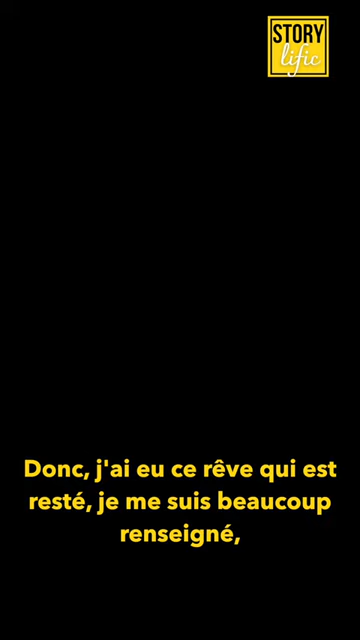 STORY
lific
Donc, j'ai eu ce rêve qui est
resté, je me suis beaucoup
renseigné,